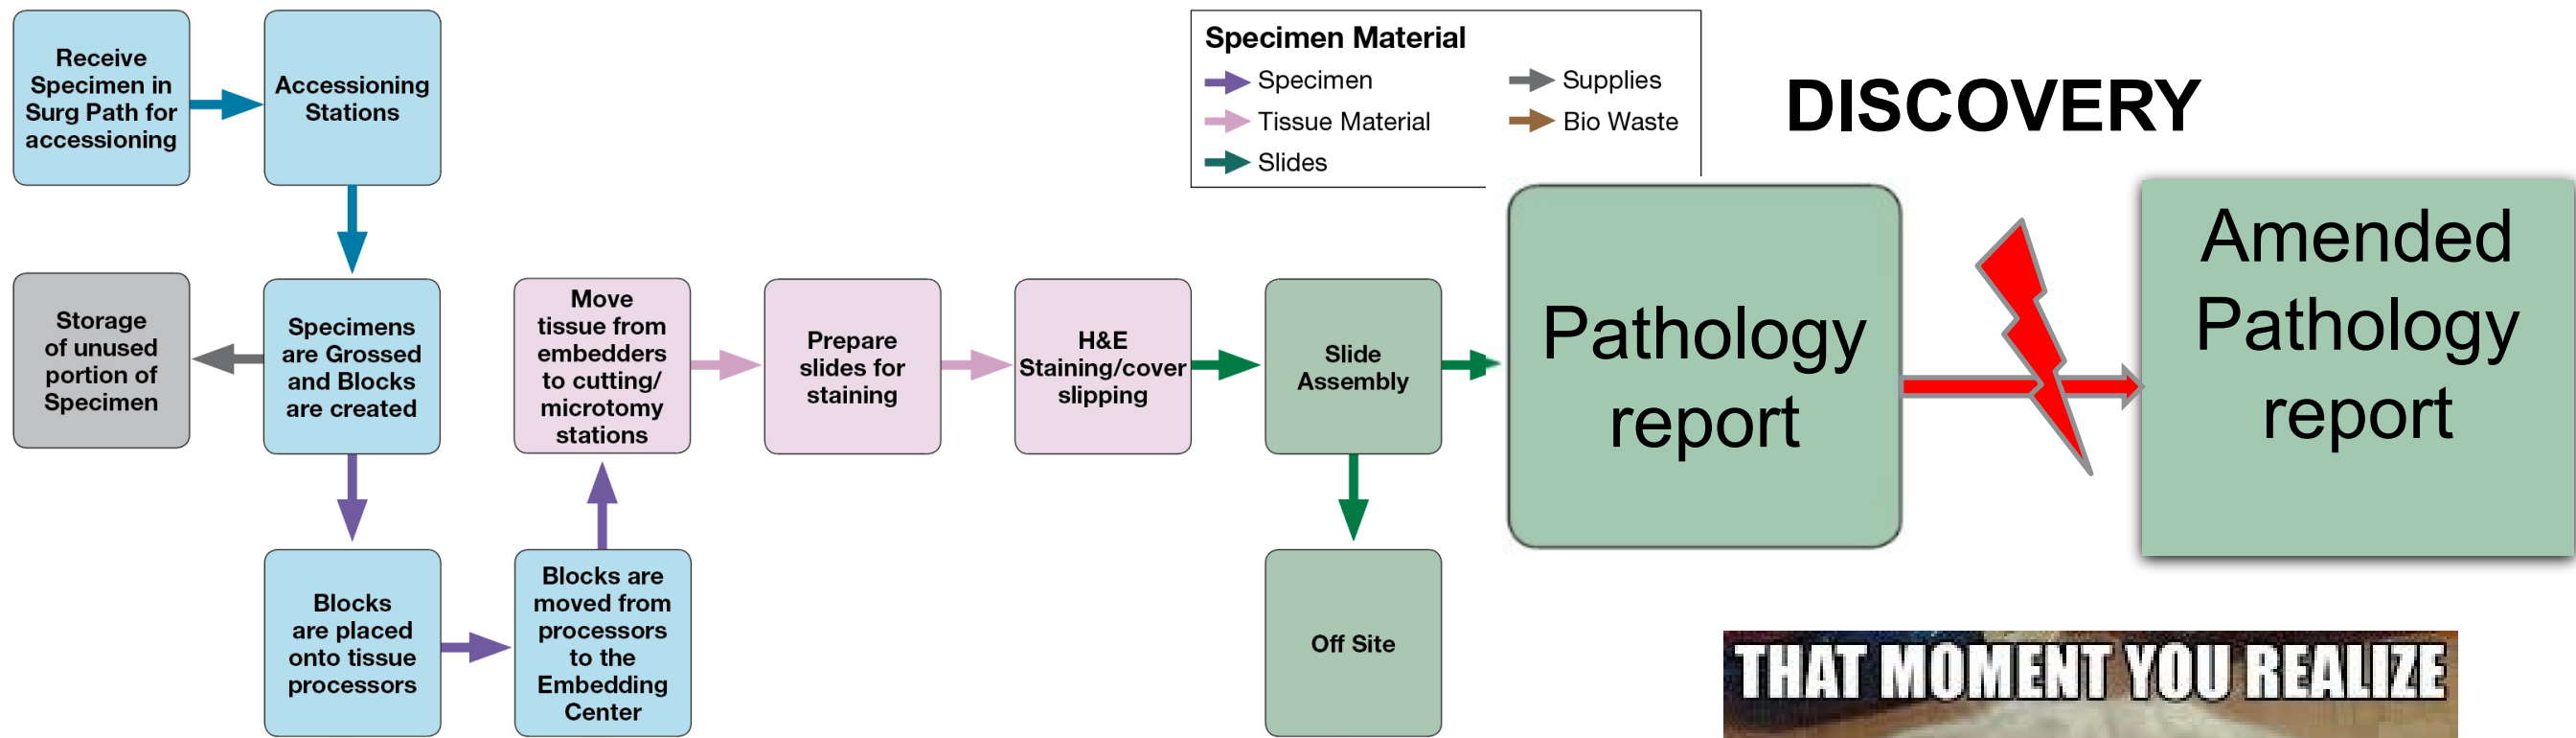 Receive
Specimen in
Surg Path for
accessioning
Accessioning
Stations
Specimen Material
Specimen
Tissue Material
Slides
Supplies
Bio Waste
DISCOVERY
Storage
of unused
portion of
Specimen
Specimens
are Grossed
and Blocks
are created
Move
tissue from
embedders
to cutting/
microtomy
stations
Prepare
slides for
staining
H&E
Staining/cover
slipping
Slide
Assembly
Pathology
report
Amended
Pathology
report
Blocks
are placed
onto tissue
processors
Blocks are
moved from
processors
to the
Embedding
Center
Off Site
THAT MOMENT YOU REALIZE